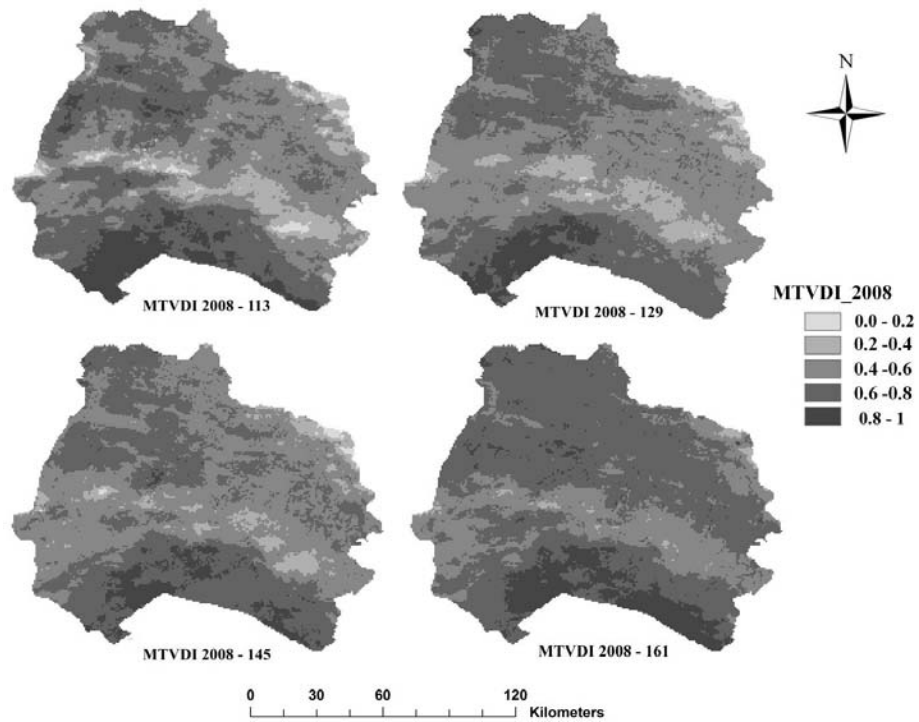 N
MTVDI 2008 - 113
MTVDI 2008 - 129
MTVDI_2008
0.0 - 0.2
0.2 -0.4
0.4 -0.6
0.6 -0.8
0.8 - 1
MTVDI 2008 - 145
MTVDI 2008 - 161
0 30 60 120
Kilometers